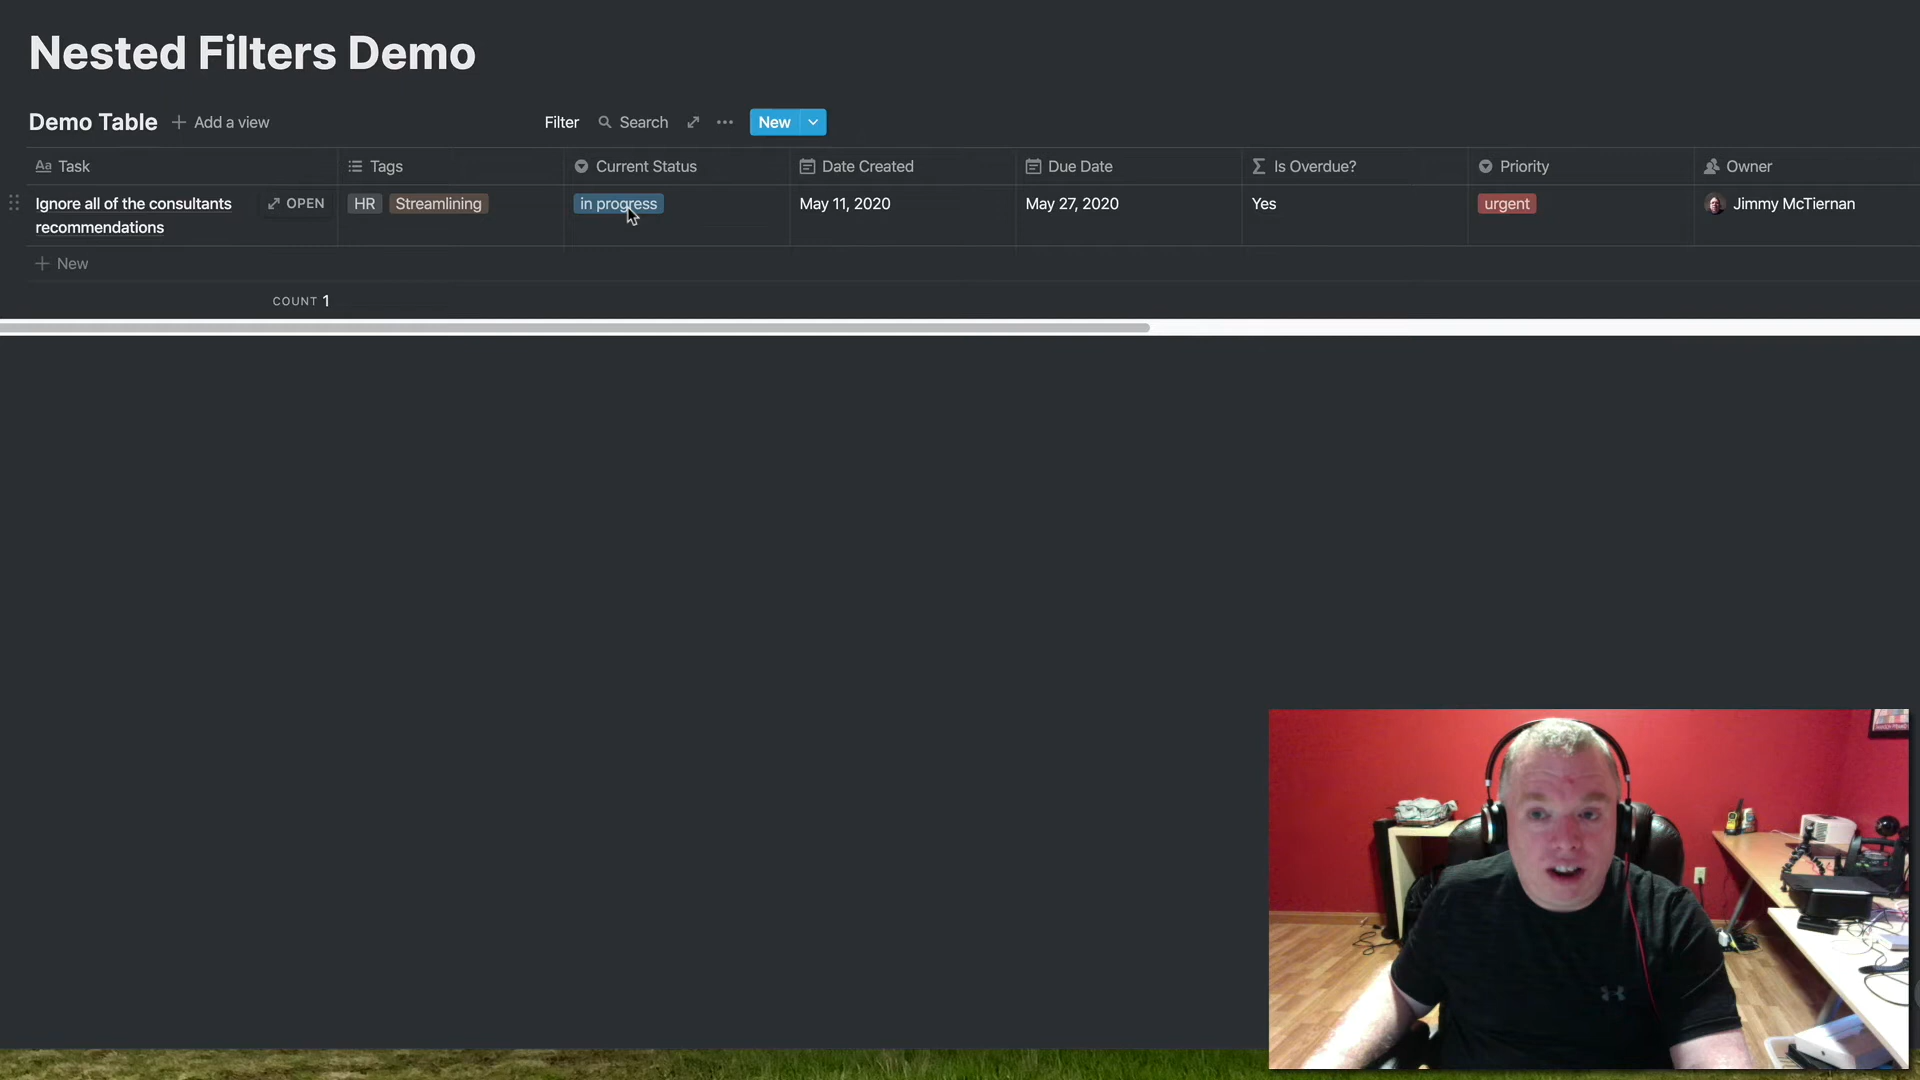 Nested Filters Demo
Demo Table + Add a view Filter Search New
Aa Task Tags Current Status Date Created Due Date Is Overdue? Priority Owner
Ignore all of the consultants OPEN HR Streamlining in progress May 11, 2020 May 27, 2020 Yes urgent Jimmy McTiernan
recommendations
+ New
COUNT 1